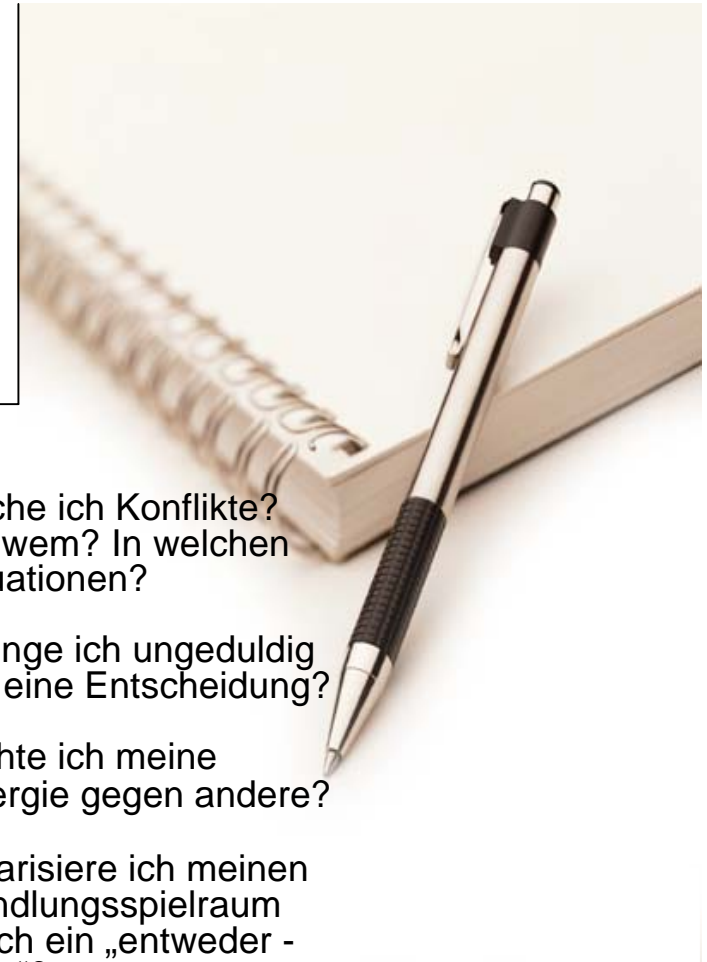 che ich Konflikte?
wem? In welchen
uationen?
nge ich ungeduldig
eine Entscheidung?
hte ich meine
ergie gegen andere?
arisiere ich meinen
ndlungsspielraum
ch ein „entweder -